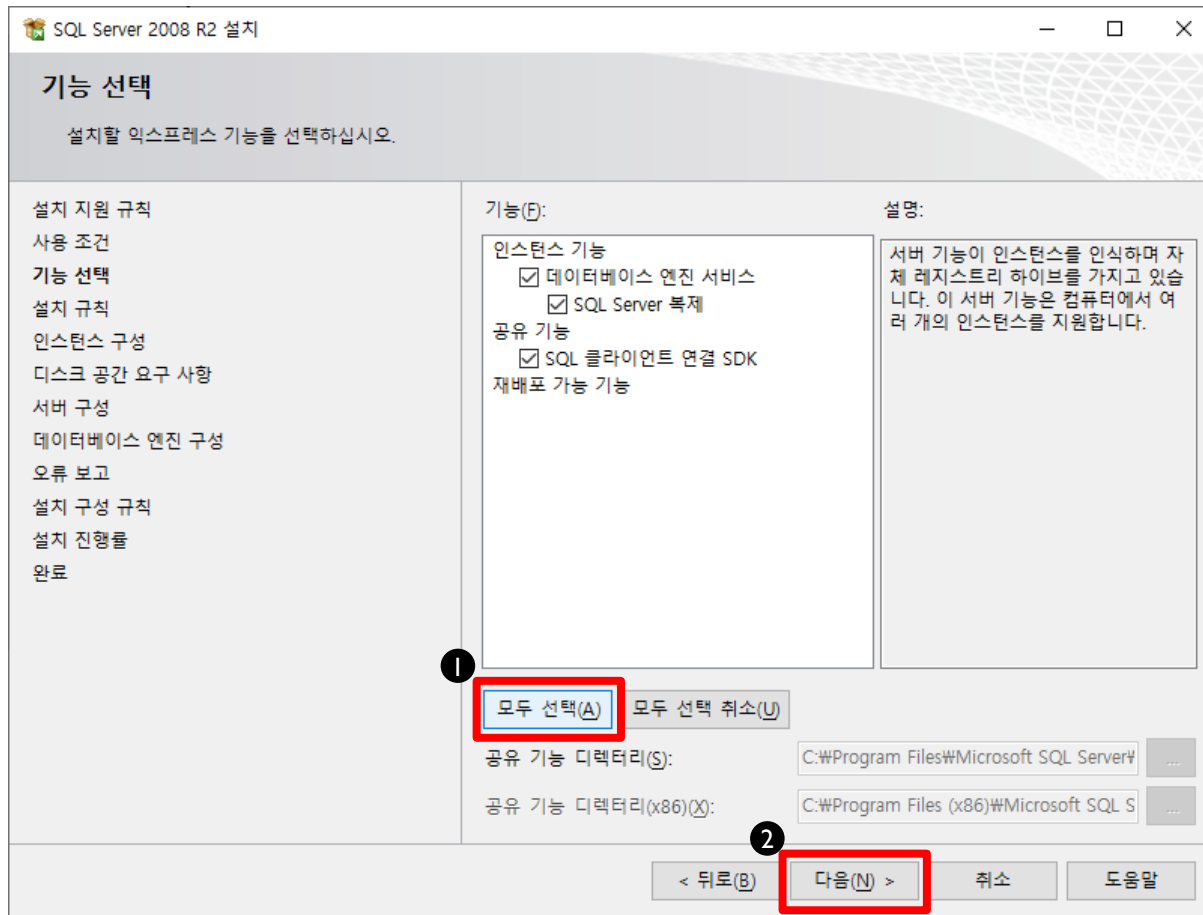 SQL Server 2008 R2 설치
기능 선택
설치할 익스프레스 기능을 선택하십시오.
설치 지원 규칙
사용 조건
기능 선택
설치 규칙
인스턴스 구성
디스크 공간 요구 사항
서버 구성
데이터베이스 엔진 구성
오류 보고
설치 구성 규칙
설치 진행률
완료
기능(F):
인스턴스 기능
데이터베이스 엔진 서비스
SQL Server 복제
공유 기능
SQL 클라이언트 연결 SDK
재배포 가능 기능
설명:
서버 기능이 인스턴스를 인식하며 자
체 레지스트리 하이브를 가지고 있습
니다. 이 서버 기능은 컴퓨터에서 여
러 개의 인스턴스를 지원합니다.
1
모두 선택(A) 모두 선택 취소(U)
공유 기능 디렉터리(S): C:₩Program Files₩Microsoft SQL Server₩ ...
공유 기능 디렉터리(x86)(X): C:₩Program Files (x86)₩Microsoft SQL S ...
2
< 뒤로(B) 다음(N) > 취소 도움말